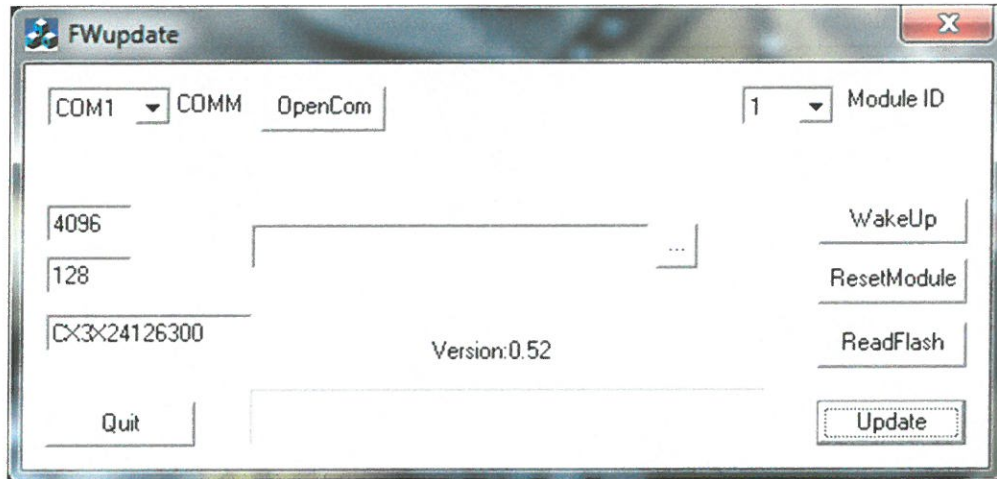 FWupdate
COM1 COMM OpenCom 1 Module ID
4096 WakeUp
...
128 ResetModule
CX3X24126300
Version:0.52 ReadFlash
Quit Update